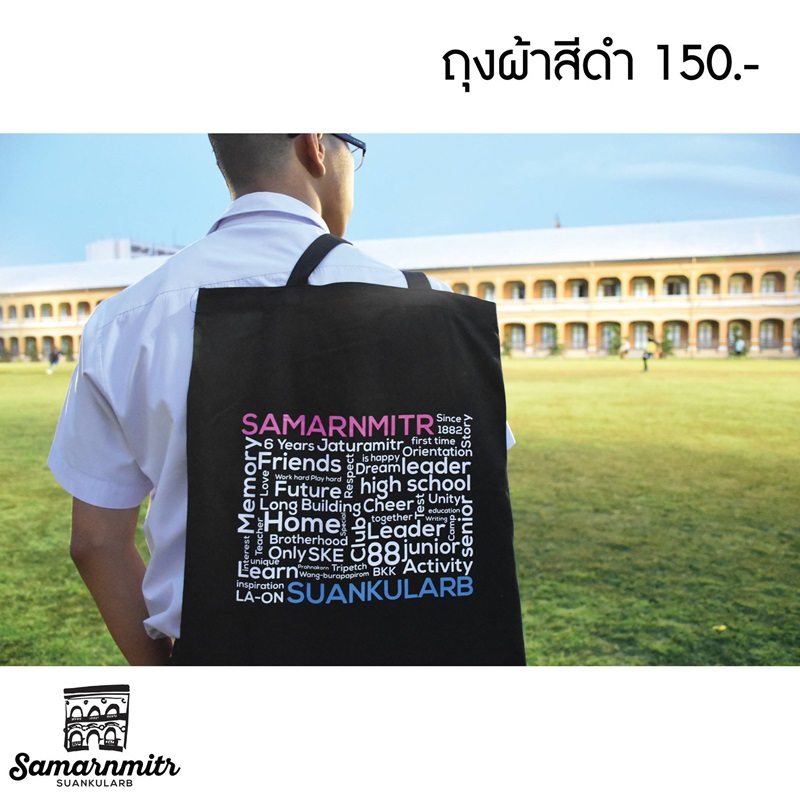 ถุงผ้าสีดำ 150.-
SAMARNMITR
Since
1882
Story
6 Years Jaturamitr
first time
Orientation
Memory
Friends
is happy
Dream
leader
Respect
Love
Work hard Play hard
Future
high school
Long Building
Cheer
Test
Unity
education
Writing
together
Home
Special
Club
Leader
Camp
senior
Teacher
Interest
Brotherhood
Only SKE
88
junior
unique
Learn
Prahnakorn
Tripetch
Wang-burapapirom
BKK
Activity
inspiration
LA-ON
SUANKULARB
Samarnmitr
SUANKULARB